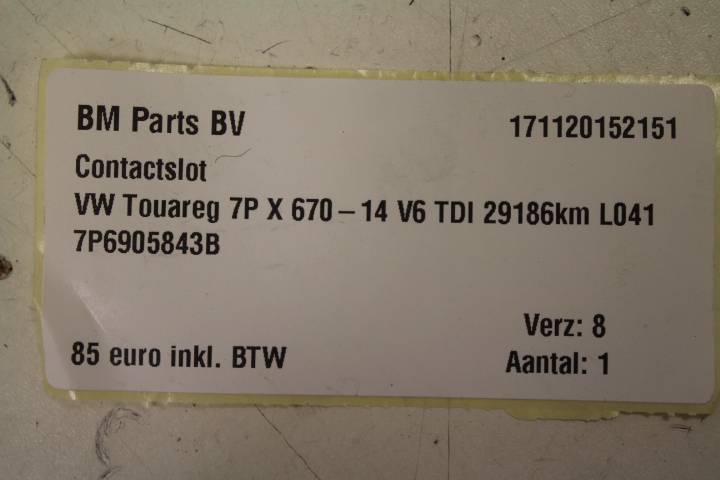 BM Parts BV 171120152151
Contactslot
VW Touareg 7P X 670 – 14 V6 TDI 29186km L041
7P6905843B
Verz: 8
85 euro inkl. BTW Aantal: 1